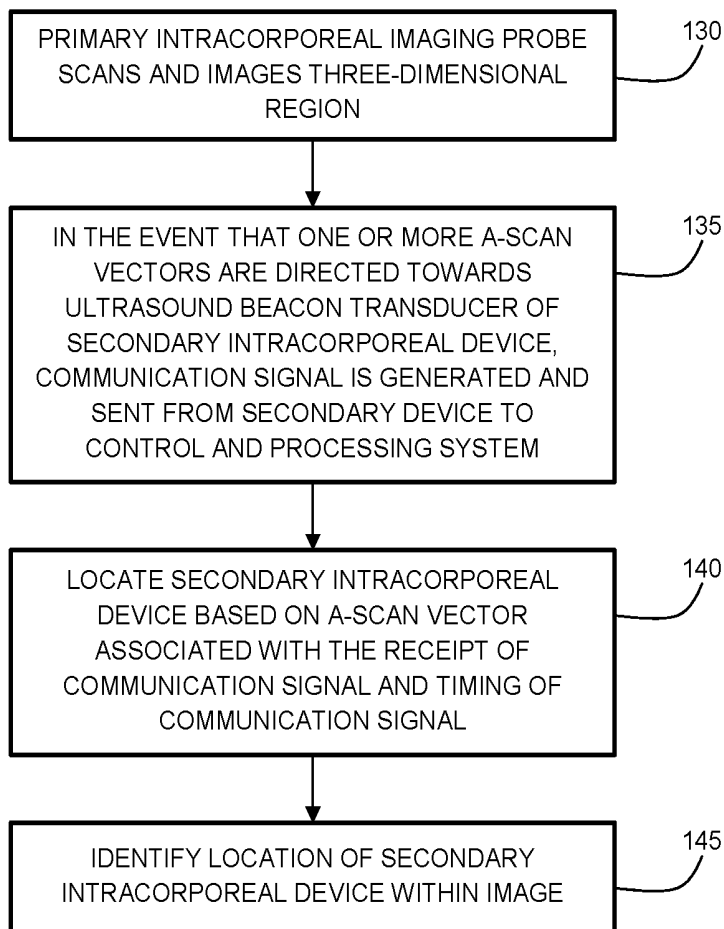 PRIMARY INTRACORPOREAL IMAGING PROBE
SCANS AND IMAGES THREE-DIMENSIONAL
REGION
130
IN THE EVENT THAT ONE OR MORE A-SCAN
VECTORS ARE DIRECTED TOWARDS
ULTRASOUND BEACON TRANSDUCER OF
SECONDARY INTRACORPOREAL DEVICE,
COMMUNICATION SIGNAL IS GENERATED AND
SENT FROM SECONDARY DEVICE TO
CONTROL AND PROCESSING SYSTEM
135
LOCATE SECONDARY INTRACORPOREAL
DEVICE BASED ON A-SCAN VECTOR
ASSOCIATED WITH THE RECEIPT OF
COMMUNICATION SIGNAL AND TIMING OF
COMMUNICATION SIGNAL
140
IDENTIFY LOCATION OF SECONDARY
INTRACORPOREAL DEVICE WITHIN IMAGE
145